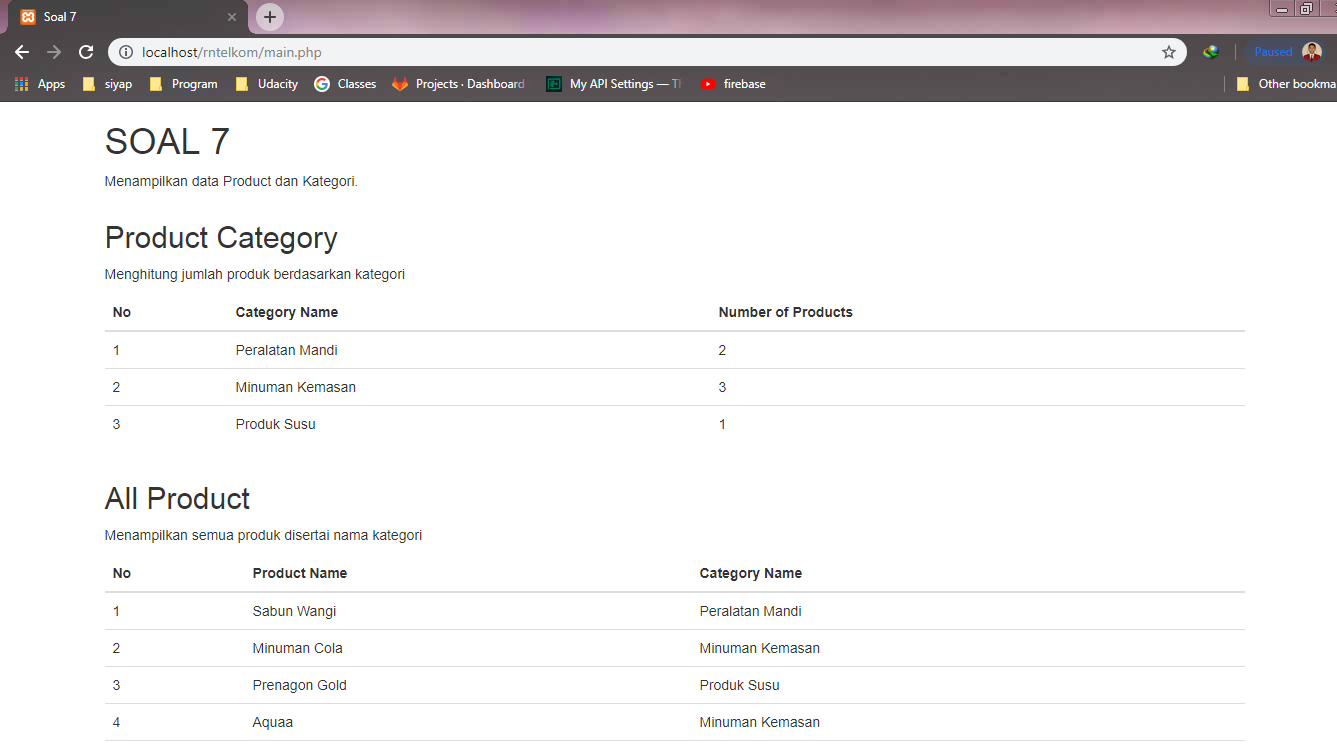 Soal 7
localhost/rntelkom/main.php
Paused
Apps siyap Program Udacity Classes Projects · Dashboard My API Settings — Th firebase Other bookma
SOAL 7
Menampilkan data Product dan Kategori.
Product Category
Menghitung jumlah produk berdasarkan kategori
No Category Name Number of Products
1 Peralatan Mandi 2
2 Minuman Kemasan 3
3 Produk Susu 1
All Product
Menampilkan semua produk disertai nama kategori
No Product Name Category Name
1 Sabun Wangi Peralatan Mandi
2 Minuman Cola Minuman Kemasan
3 Prenagon Gold Produk Susu
4 Aquaa Minuman Kemasan